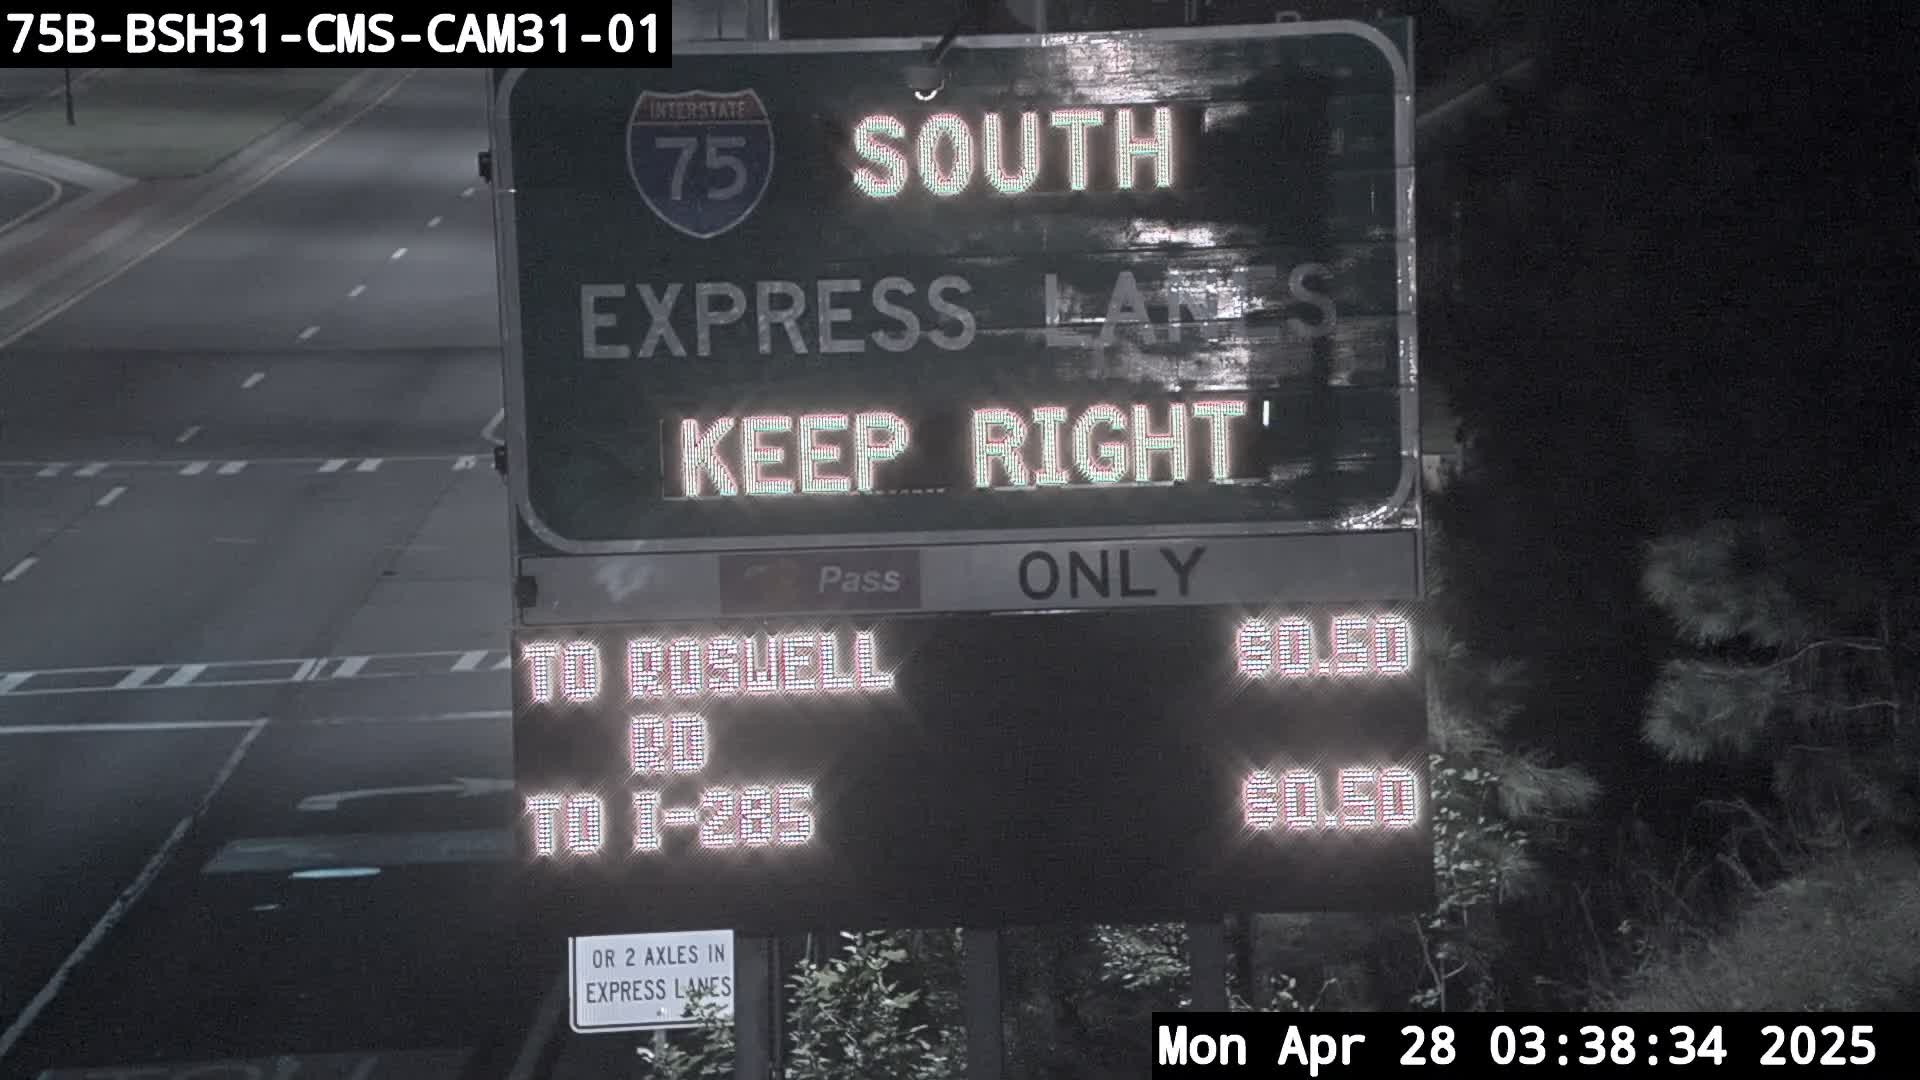 75B-BSH31-CMS-CAM31-01
INTERSTATE
75
SOUTH
EXPRESS LANES
KEEP RIGHT
Pass ONLY
TO ROSWELL $0.50
RD
TO I-285 $0.50
OR 2 AXLES IN
EXPRESS LANES
Mon Apr 28 03:38:34 2025